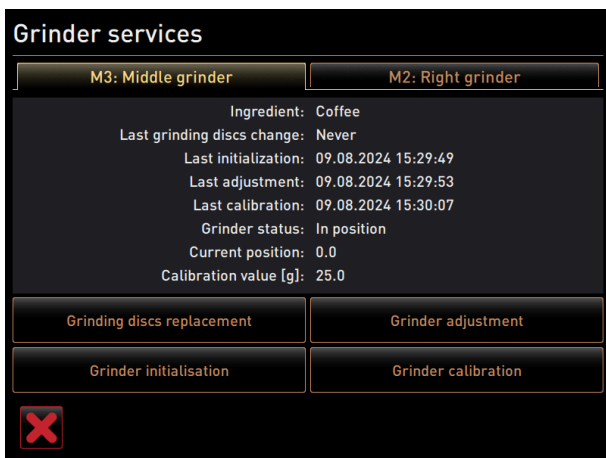 Grinder services
M3: Middle grinder
M2: Right grinder
Ingredient: Coffee
Last grinding discs change: Never
Last initialization: 09.08.2024 15:29:49
Last adjustment: 09.08.2024 15:29:53
Last calibration: 09.08.2024 15:30:07
Grinder status: In position
Current position: 0.0
Calibration value [g]: 25.0
Grinding discs replacement
Grinder adjustment
Grinder initialisation
Grinder calibration